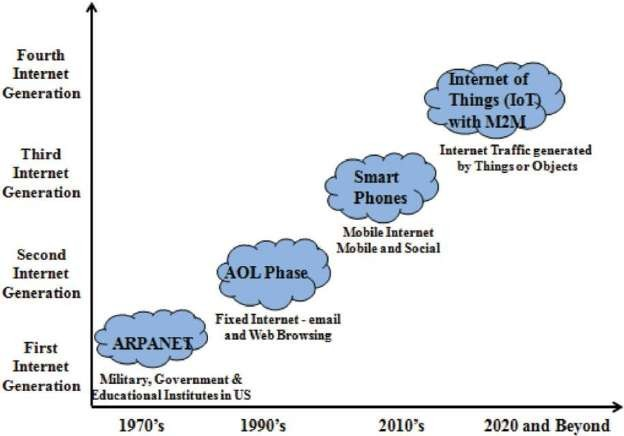 Fourth
Internet
Generation
Internet of
Things (IoT)
with M2M
Internet Traffic generated
by Things or Objects
Third
Internet
Generation
Smart
Phones
Mobile Internet
Mobile and Social
Second
Internet
Generation
AOL Phase
Fixed Internet - email
and Web Browsing
First
Internet
Generation
ARPANET
Military, Government &
Educational Institutes in US
1970's
1990's
2010's
2020 and Beyond